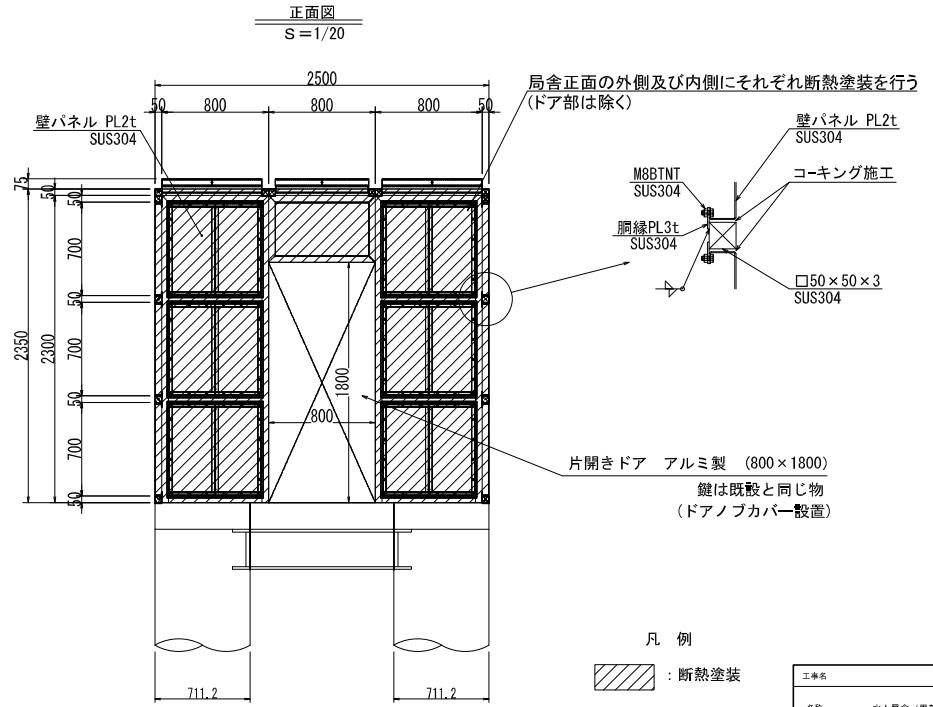 正面図
S=1/20
2500
50
800
800
800
50
局舎正面の外側及び内側にそれぞれ断熱塗装を行う
(ドア部は除く)
壁パネル PL2t
SUS304
壁パネル PL2t
SUS304
M8BTNT
SUS304
コーキング施工
胴縁PL3t
SUS304
□50×50×3
SUS304
75
50
50
700
50
700
50
700
50
2350
2300
1800
800
片開きドア アルミ製 (800×1800)
鍵は既設と同じ物
(ドアノブカバー設置)
凡 例
:断熱塗装
711.2
711.2
工事名